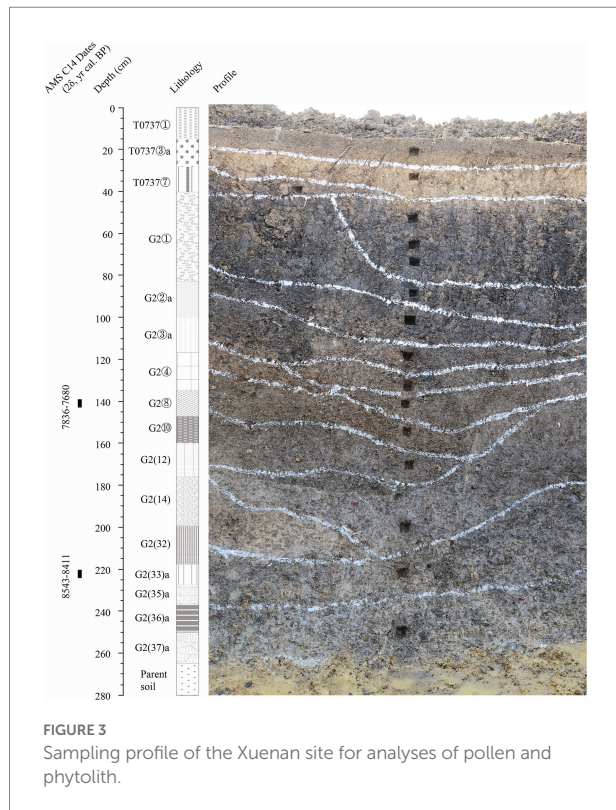 AMS C14 Dates
(2δ, yr cal. BP)
Depth (cm)
Lithology
Profile
0
20
40
60
80
100
120
140
160
180
200
220
240
260
280
7836-7680
8543-8411
T0737①
T0737③a
T0737⑦
G2①
G2②a
G2③a
G2④
G2⑧
G2⑩
G2(12)
G2(14)
G2(32)
G2(33)a
G2(35)a
G2(36)a
G2(37)a
Parent
soil
FIGURE 3
Sampling profile of the Xuenan site for analyses of pollen and
phytolith.